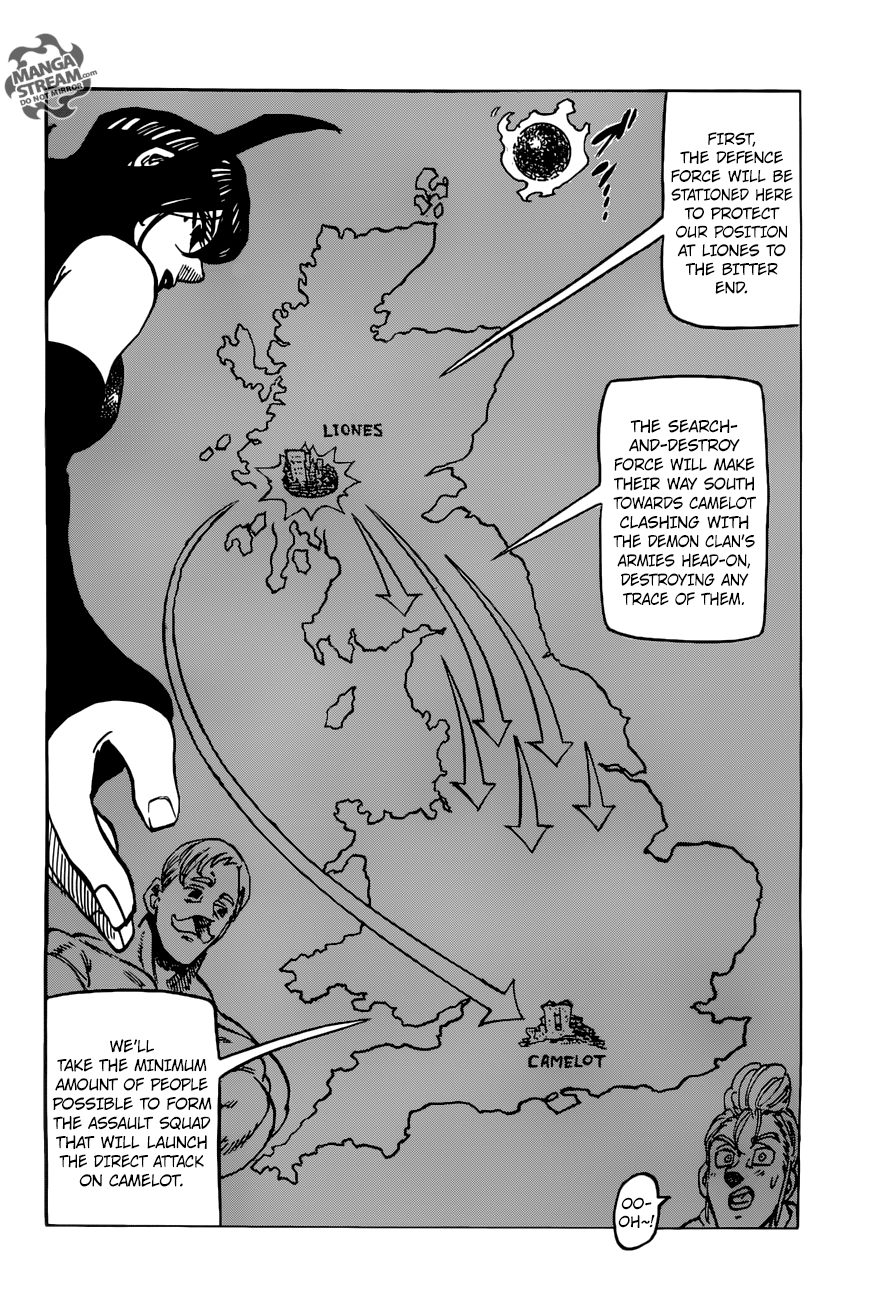 MANGA
STREAM.com
DO NOT MIRROR
FIRST,
THE DEFENCE
FORCE WILL BE
STATIONED HERE
TO PROTECT
OUR POSITION
AT LIONES TO
THE BITTER
END.
THE SEARCH-
AND-DESTROY
FORCE WILL MAKE
THEIR WAY SOUTH
TOWARDS CAMELOT
CLASHING WITH
THE DEMON CLAN'S
ARMIES HEAD-ON,
DESTROYING ANY
TRACE OF THEM.
LIONES
CAMELOT
WE'LL
TAKE THE MINIMUM
AMOUNT OF PEOPLE
POSSIBLE TO FORM
THE ASSAULT SQUAD
THAT WILL LAUNCH
THE DIRECT ATTACK
ON CAMELOT.
OO-
OH~!